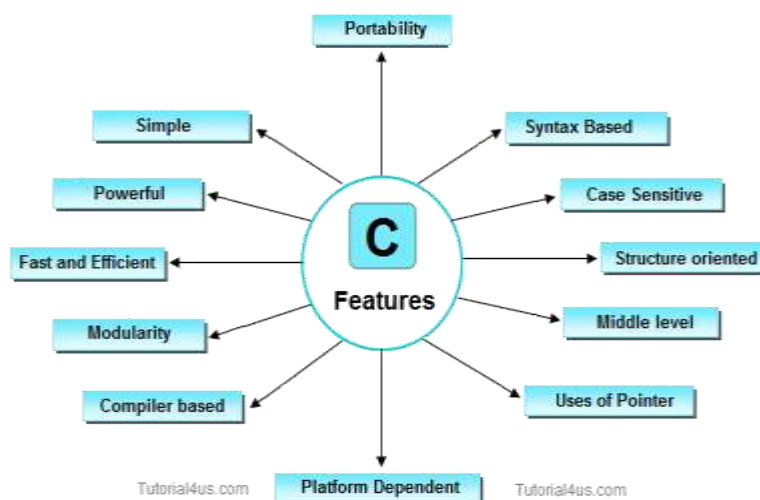 Portability
Simple
Syntax Based
Powerful
Case Sensitive
C
Fast and Efficient
Structure oriented
Features
Modularity
Middle level
Compiler based
Uses of Pointer
Tutorial4us.com
Platform Dependent
Tutorial4us.com